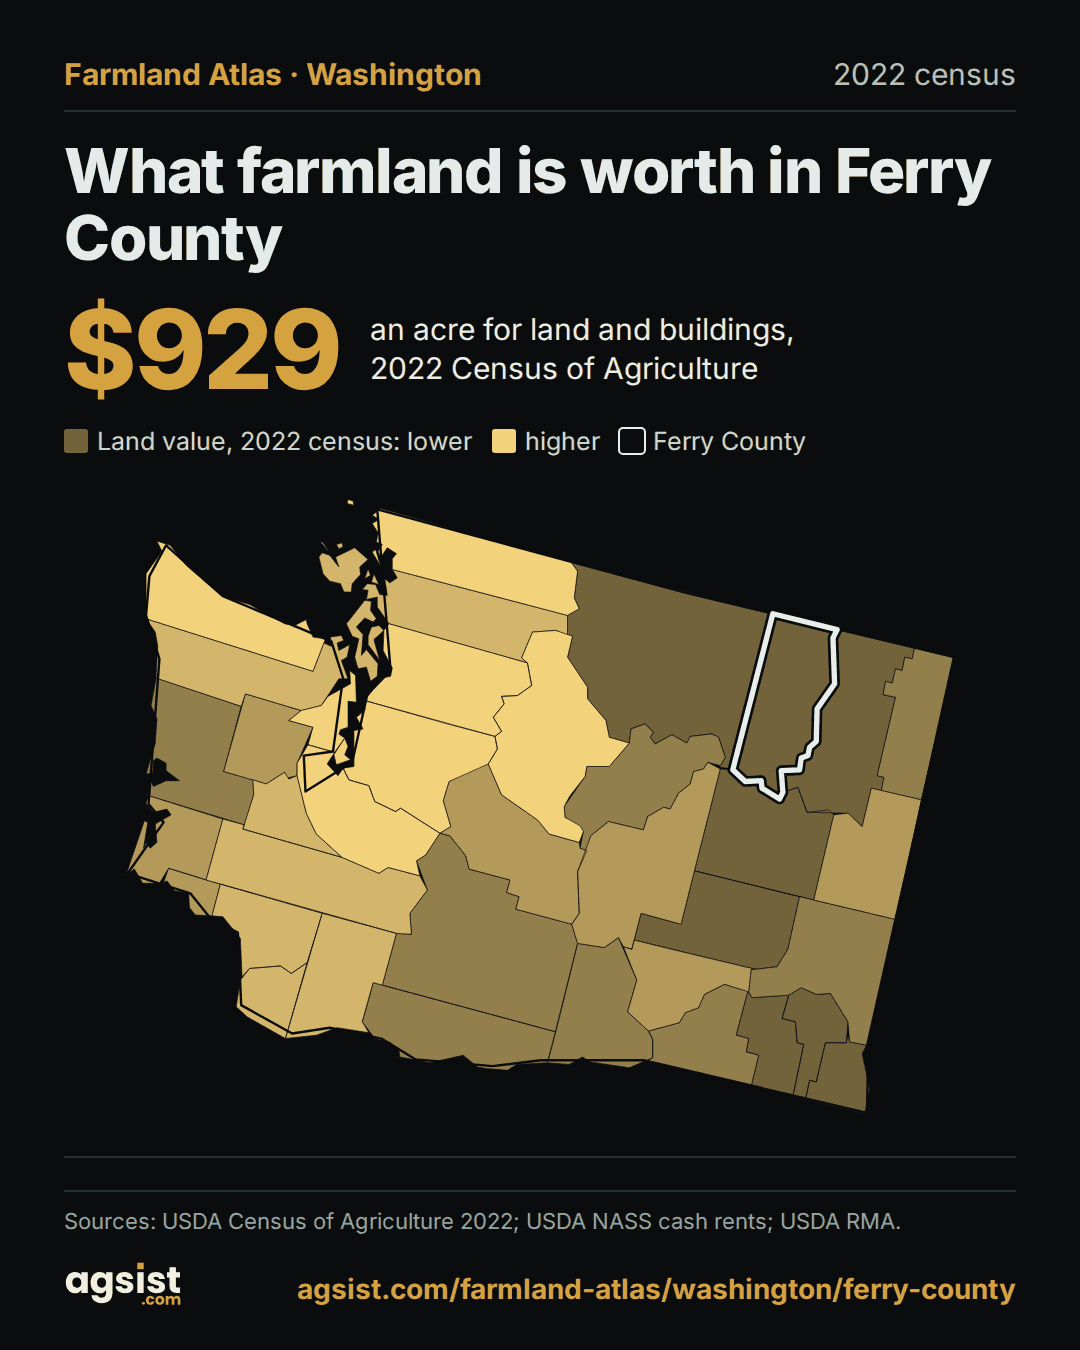 Farmland Atlas · Washington
2022 census
What farmland is worth in Ferry
County
$929
an acre for land and buildings,
2022 Census of Agriculture
Land value, 2022 census: lower
higher
Ferry County
Sources: USDA Census of Agriculture 2022; USDA NASS cash rents; USDA RMA.
agsist
.com
agsist.com/farmland-atlas/washington/ferry-county